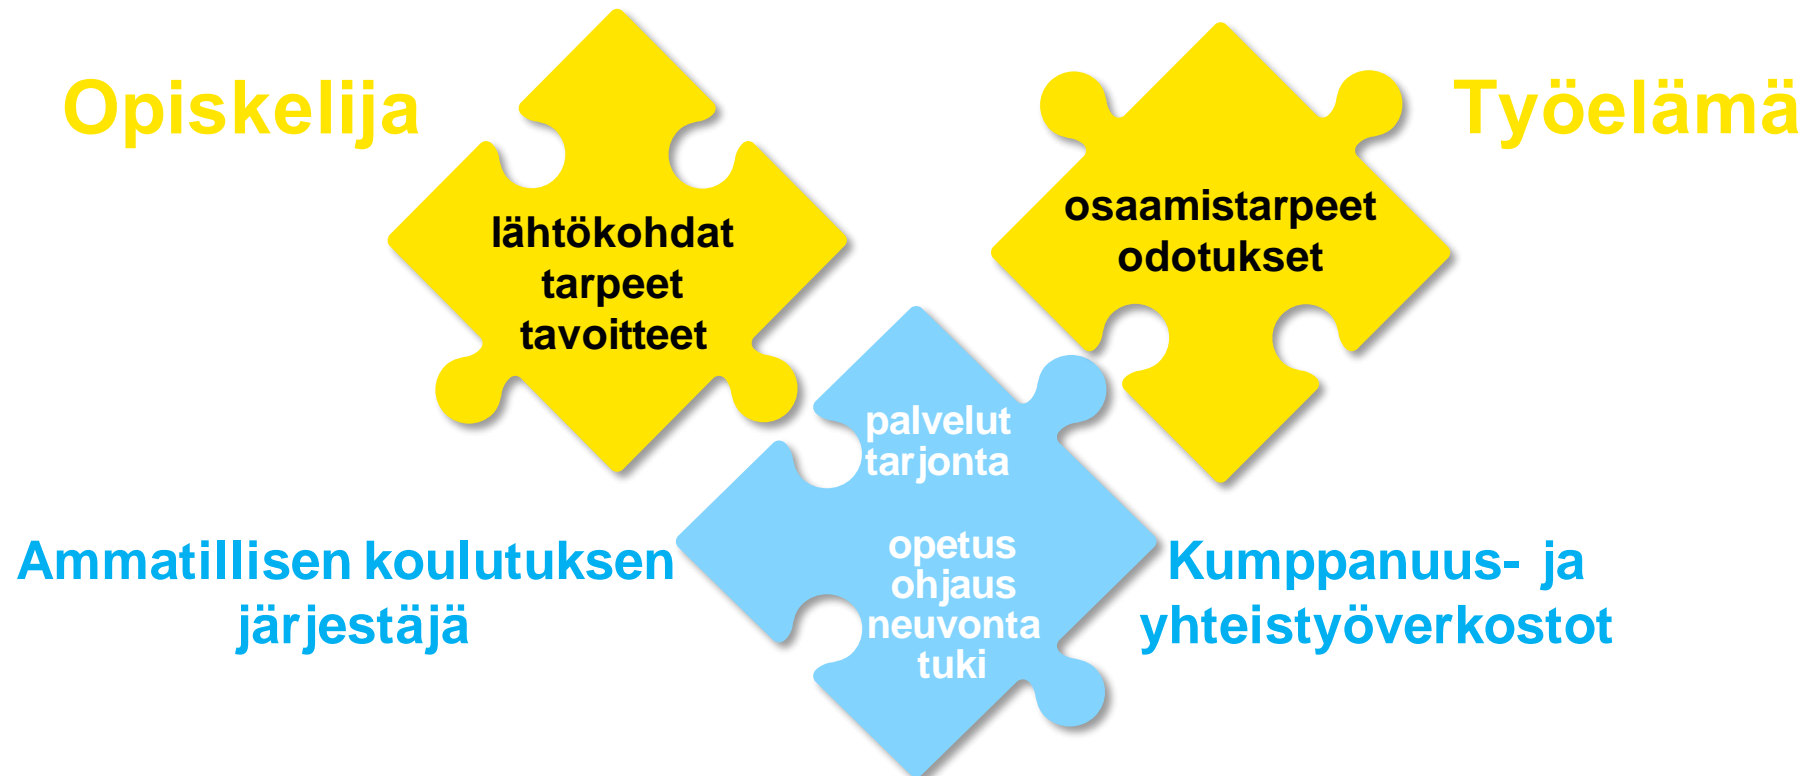 Opiskelija
lähtökohdat
tarpeet
tavoitteet
Työelämä
osaamistarpeet
odotukset
palvelut
tarjonta
opetus
ohjaus
neuvonta
tuki
Ammatillisen koulutuksen
järjestäjä
Kumppanuus- ja
yhteistyöverkostot